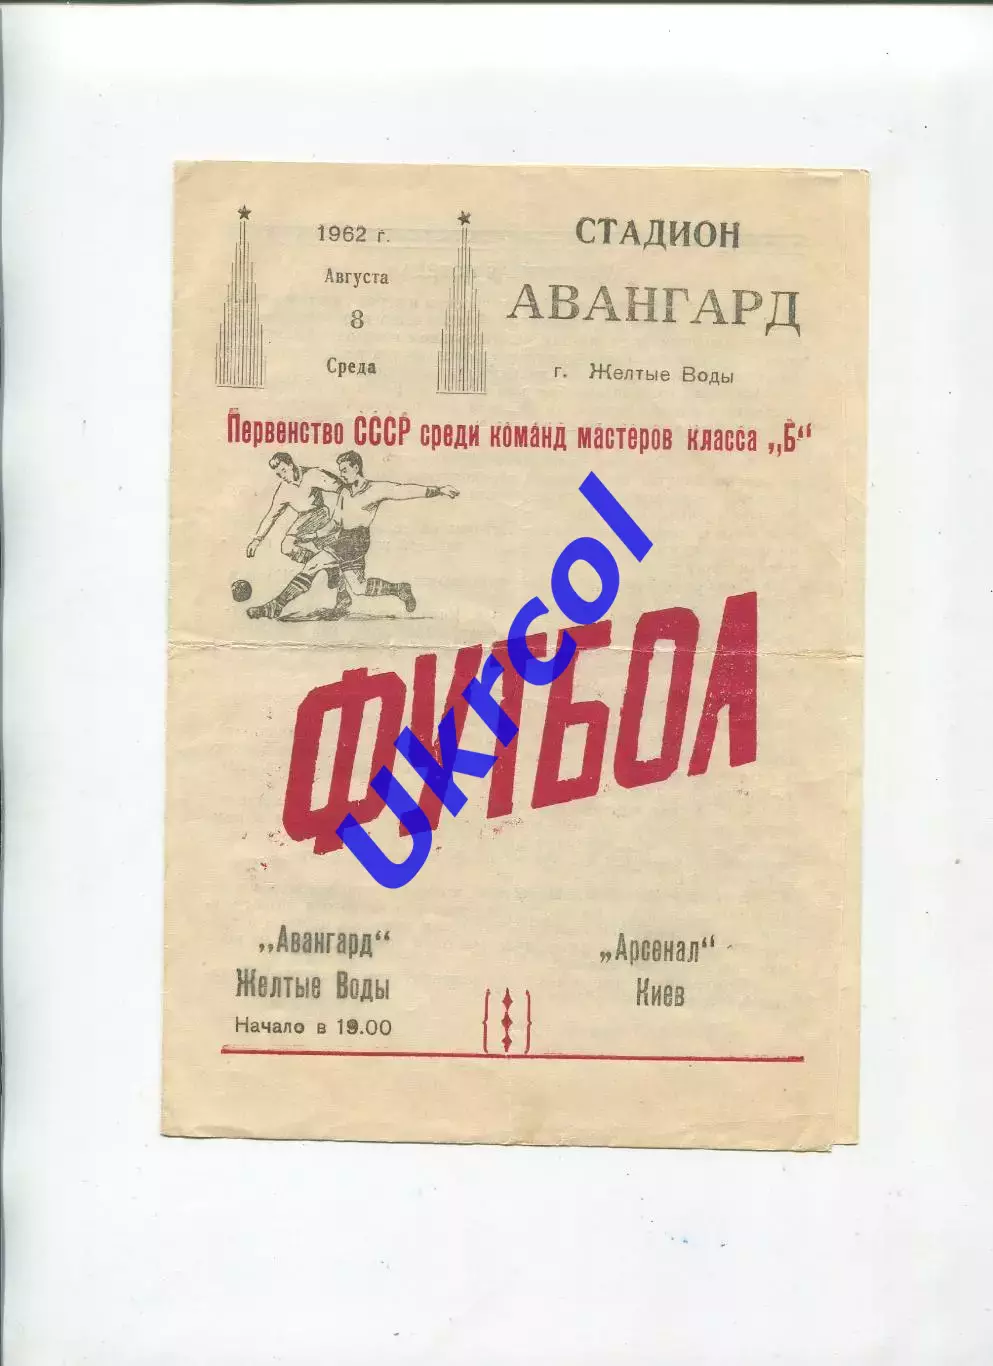 1962 г.
Августа
8
Среда
СТАДИОН
АВАНГАРД
г. Желтые Воды
Первенство СССР среди команд мастеров класса „Б“
ФУТБОЛ
„Авангард“
Желтые Воды
Начало в 19.00
„Арсенал“
Киев
Ukrcol